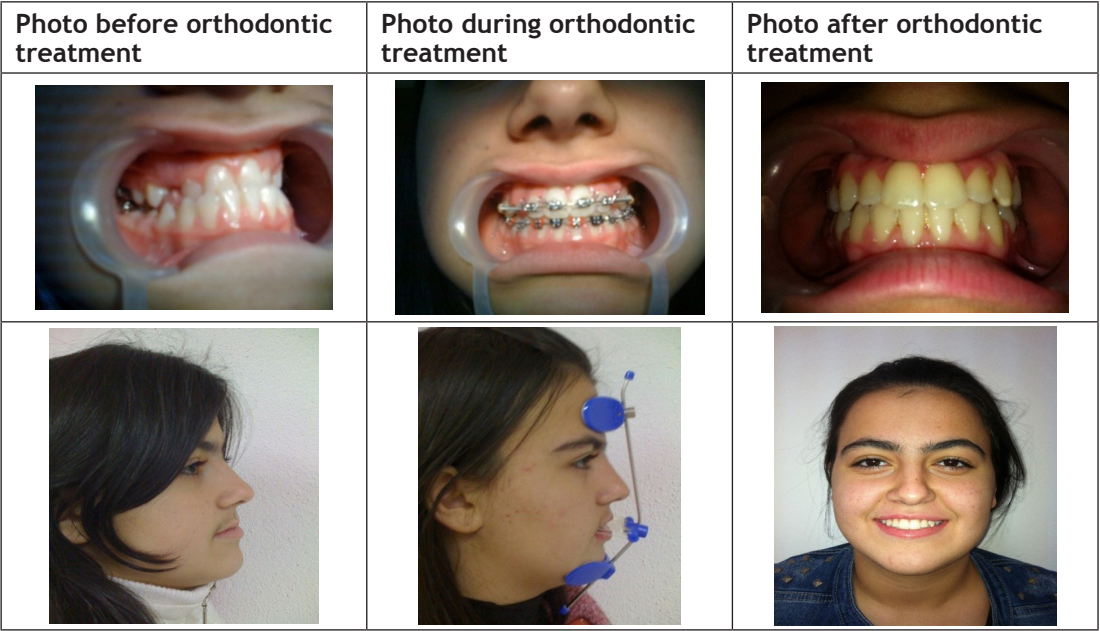 Photo before orthodontic
treatment
Photo during orthodontic
treatment
Photo after orthodontic
treatment